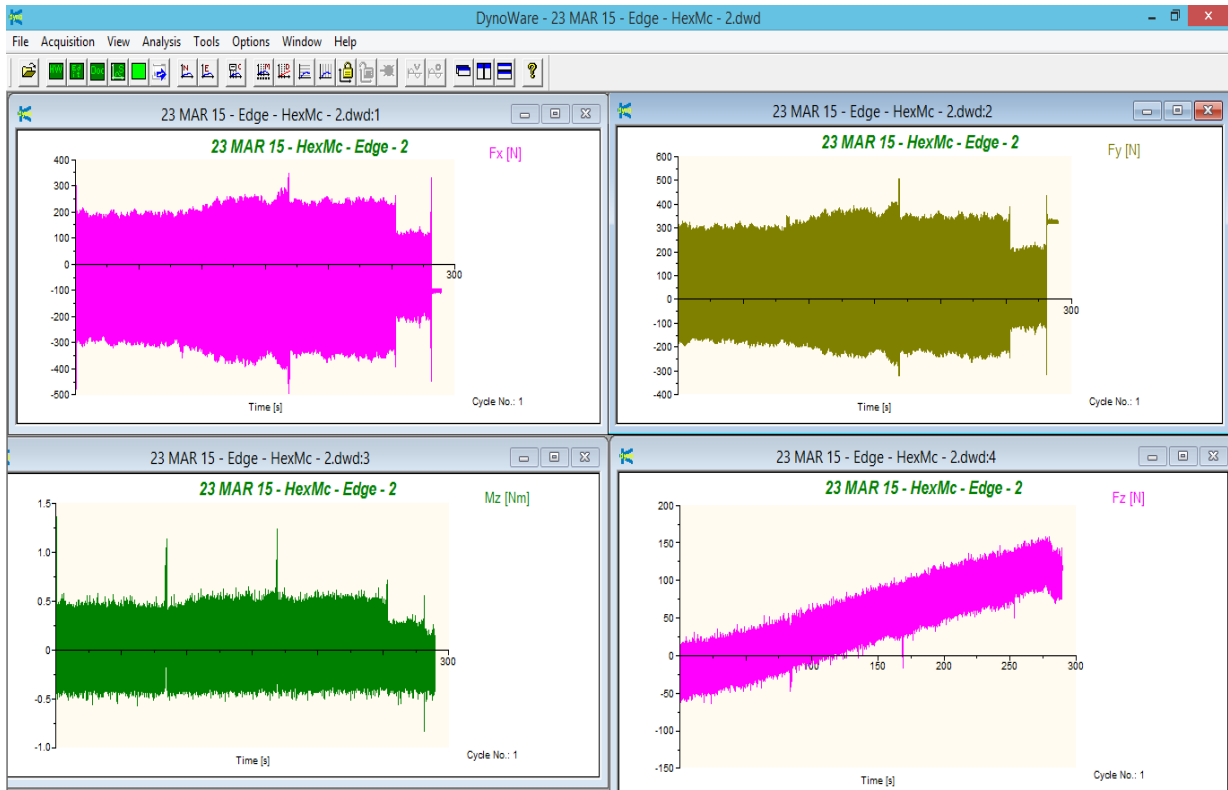 DynoWare - 23 MAR 15 - Edge - HexMc - 2.dwd
File Acquisition View Analysis Tools Options Window Help
23 MAR 15 - Edge - HexMc - 2.dwd:1
23 MAR 15 - HexMc - Edge - 2
Fx [N]
400
300
200
100
0
-100
-200
-300
-400
-500
300
Time [s]
Cycle No.: 1
23 MAR 15 - Edge - HexMc - 2.dwd:2
23 MAR 15 - HexMc - Edge - 2
Fy [N]
600
500
400
300
200
100
0
-100
-200
-300
-400
300
Time [s]
Cycle No.: 1
23 MAR 15 - Edge - HexMc - 2.dwd:3
23 MAR 15 - HexMc - Edge - 2
Mz [Nm]
1.5
1.0
0.5
0
-0.5
-1.0
300
Time [s]
Cycle No.: 1
23 MAR 15 - Edge - HexMc - 2.dwd:4
23 MAR 15 - HexMc - Edge - 2
Fz [N]
200
150
100
50
0
-50
-100
-150
100 150 200 250 300
Time [s]
Cycle No.: 1